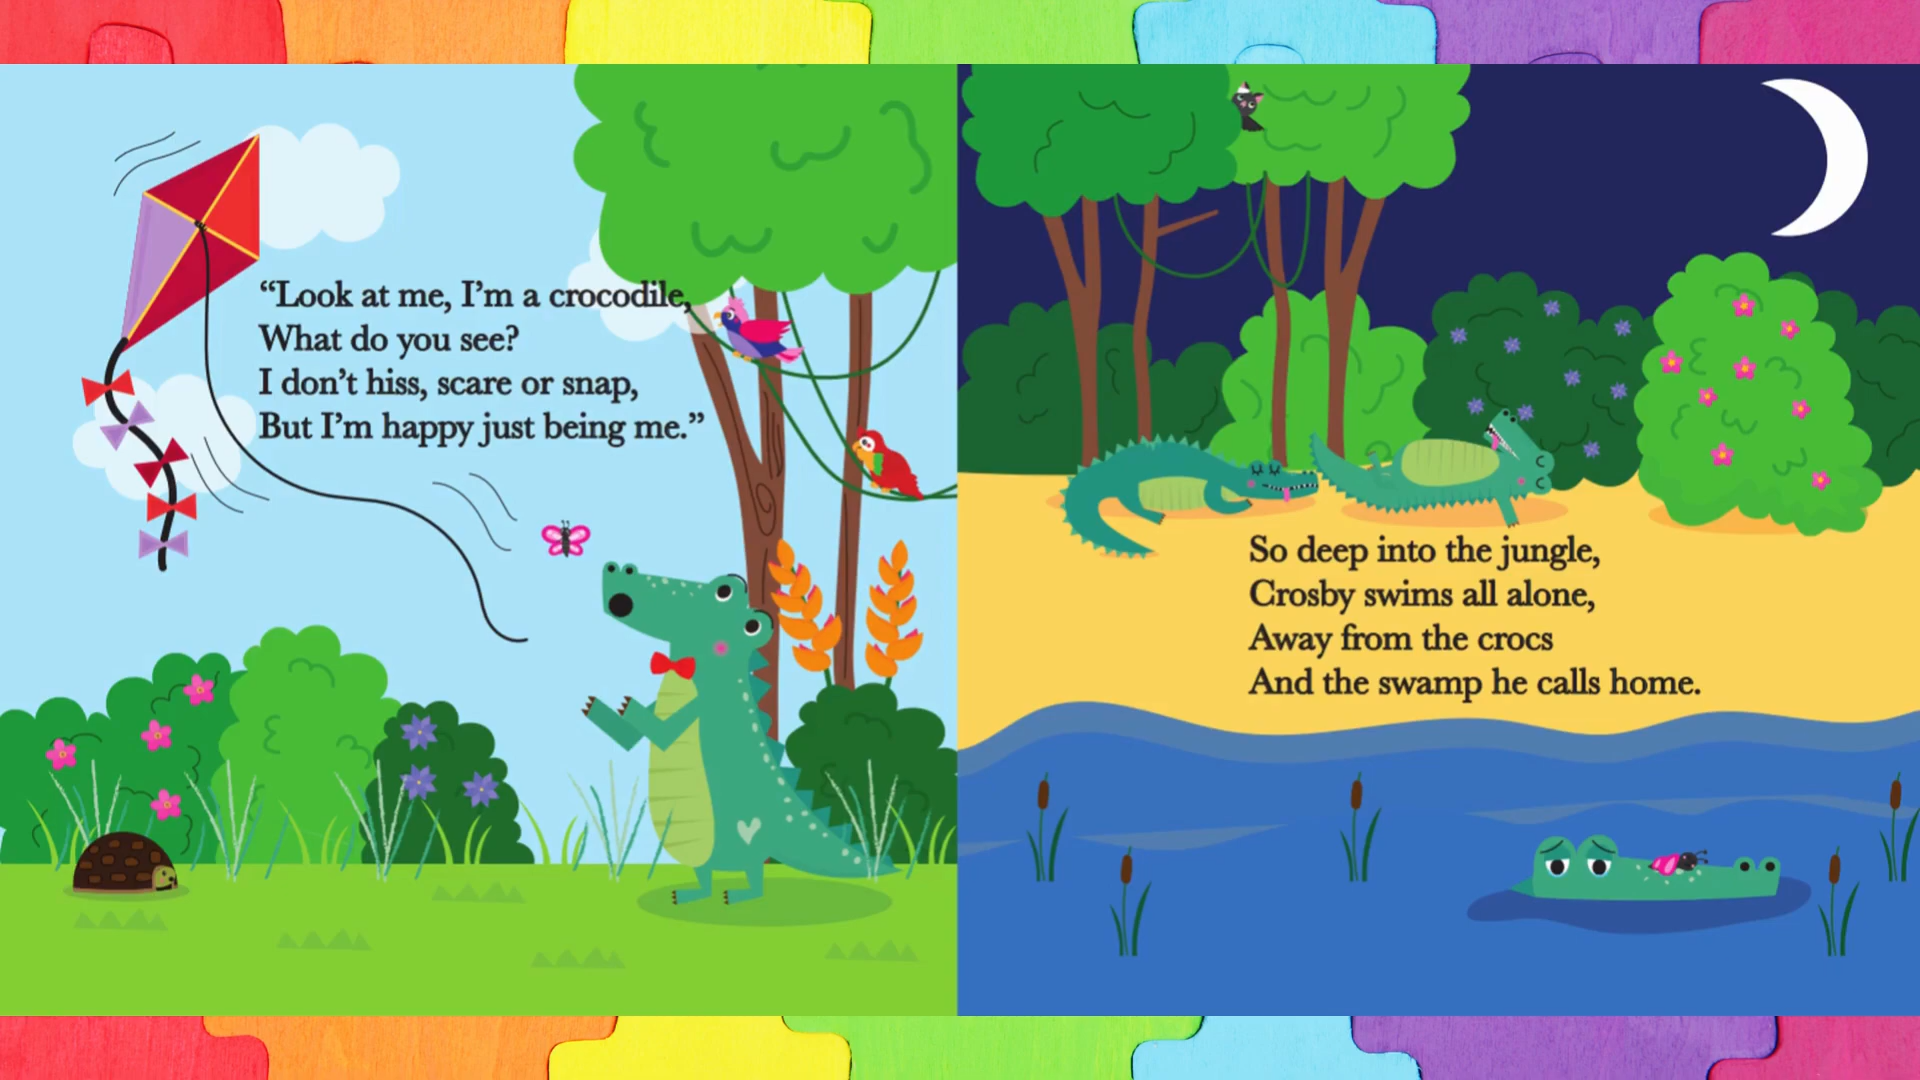 “Look at me, I’m a crocodile,
What do you see?
I don’t hiss, scare or snap,
But I’m happy just being me.”
So deep into the jungle,
Crosby swims all alone,
Away from the crocs
And the swamp he calls home.